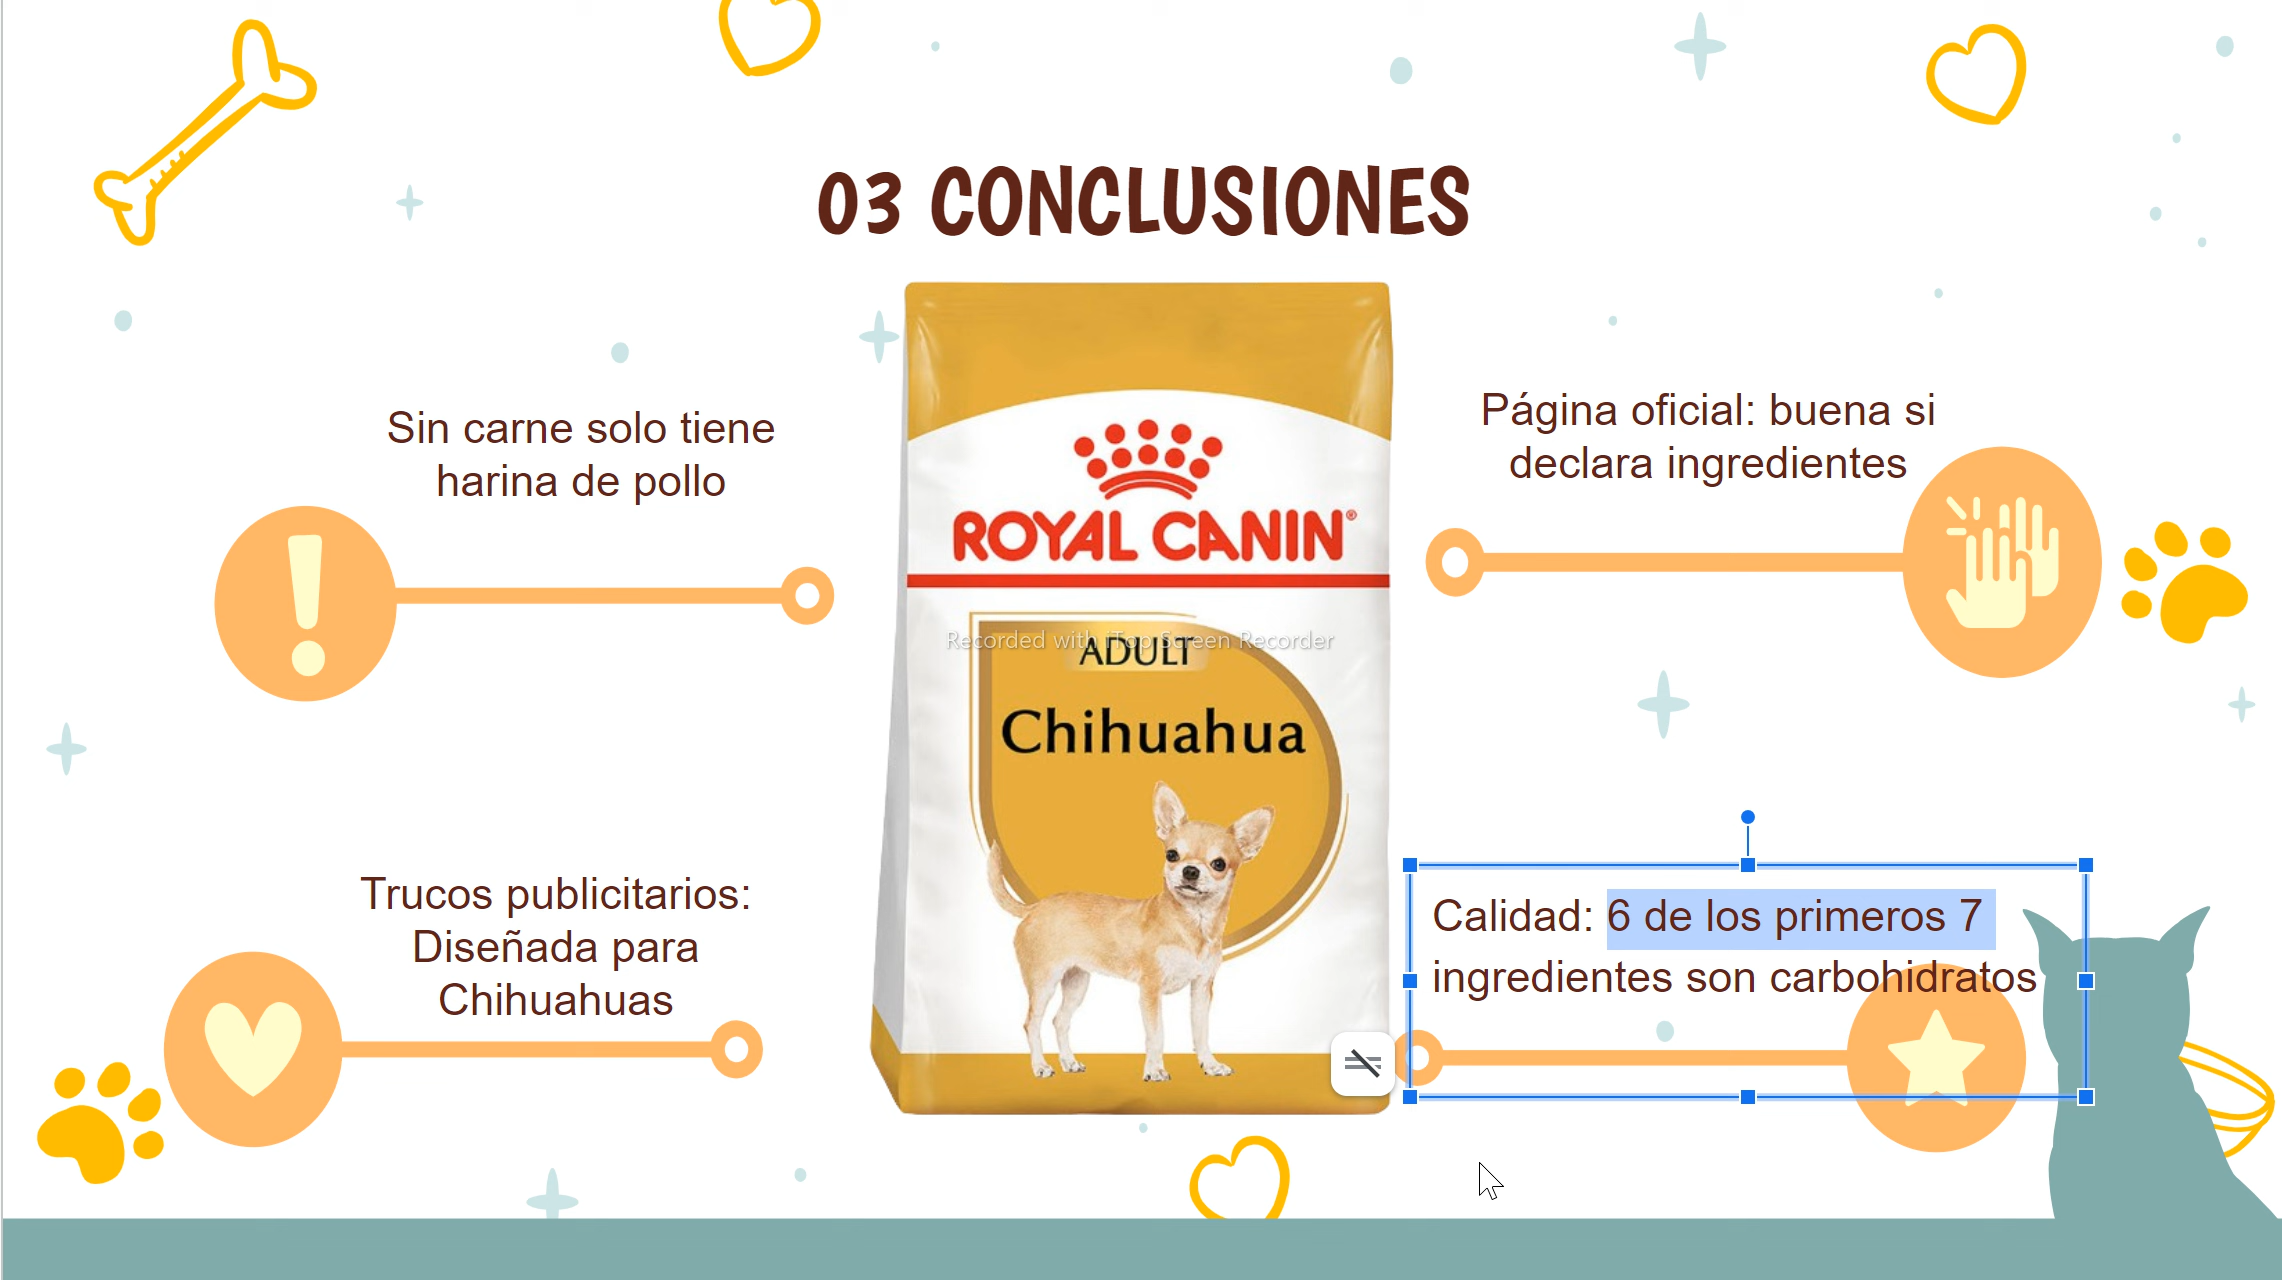 03 CONCLUSIONES
Sin carne solo tiene
harina de pollo
Página oficial: buena si
declara ingredientes
ROYAL CANIN®
Recorded with iTop Screen Recorder
ADULT
Chihuahua
Trucos publicitarios:
Diseñada para
Chihuahuas
Calidad: 6 de los primeros 7
ingredientes son carbohidratos